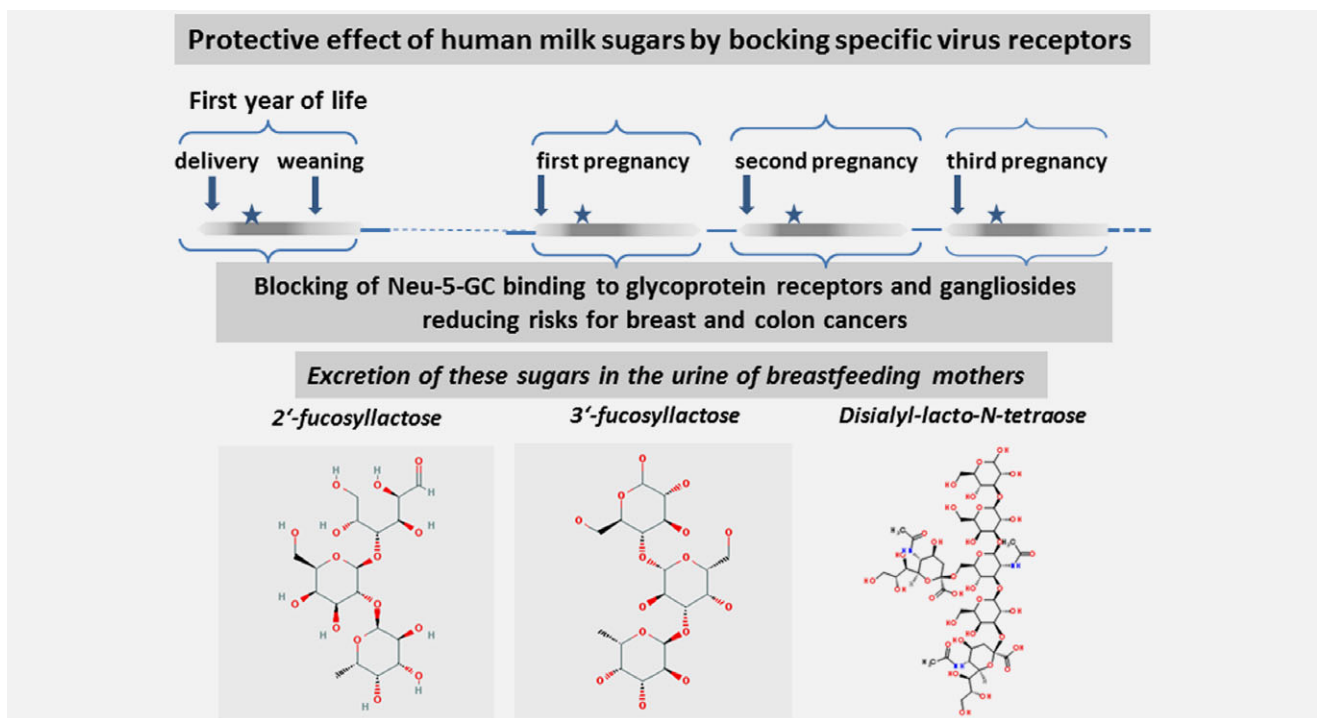 Protective effect of human milk sugars by bocking specific virus receptors
First year of life
delivery weaning
first pregnancy second pregnancy third pregnancy
Blocking of Neu-5-GC binding to glycoprotein receptors and gangliosides
reducing risks for breast and colon cancers
Excretion of these sugars in the urine of breastfeeding mothers
2‘-fucosyllactose 3‘-fucosyllactose Disialyl-lacto-N-tetraose